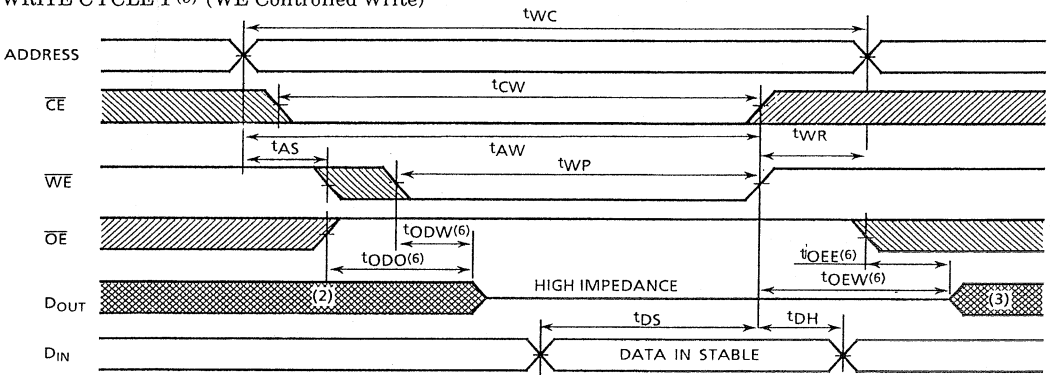 WRITE CYCLE 1 (5) (WE Controlled Write)
tWC
ADDRESS
tCW
CE
tWR
tAS
tAW
tWP
WE
OE
tODW(6)
tODO(6)
tOEE(6)
tOEW(6)
HIGH IMPEDANCE
DOUT
(2)
(3)
tDS
tDH
DIN
DATA IN STABLE